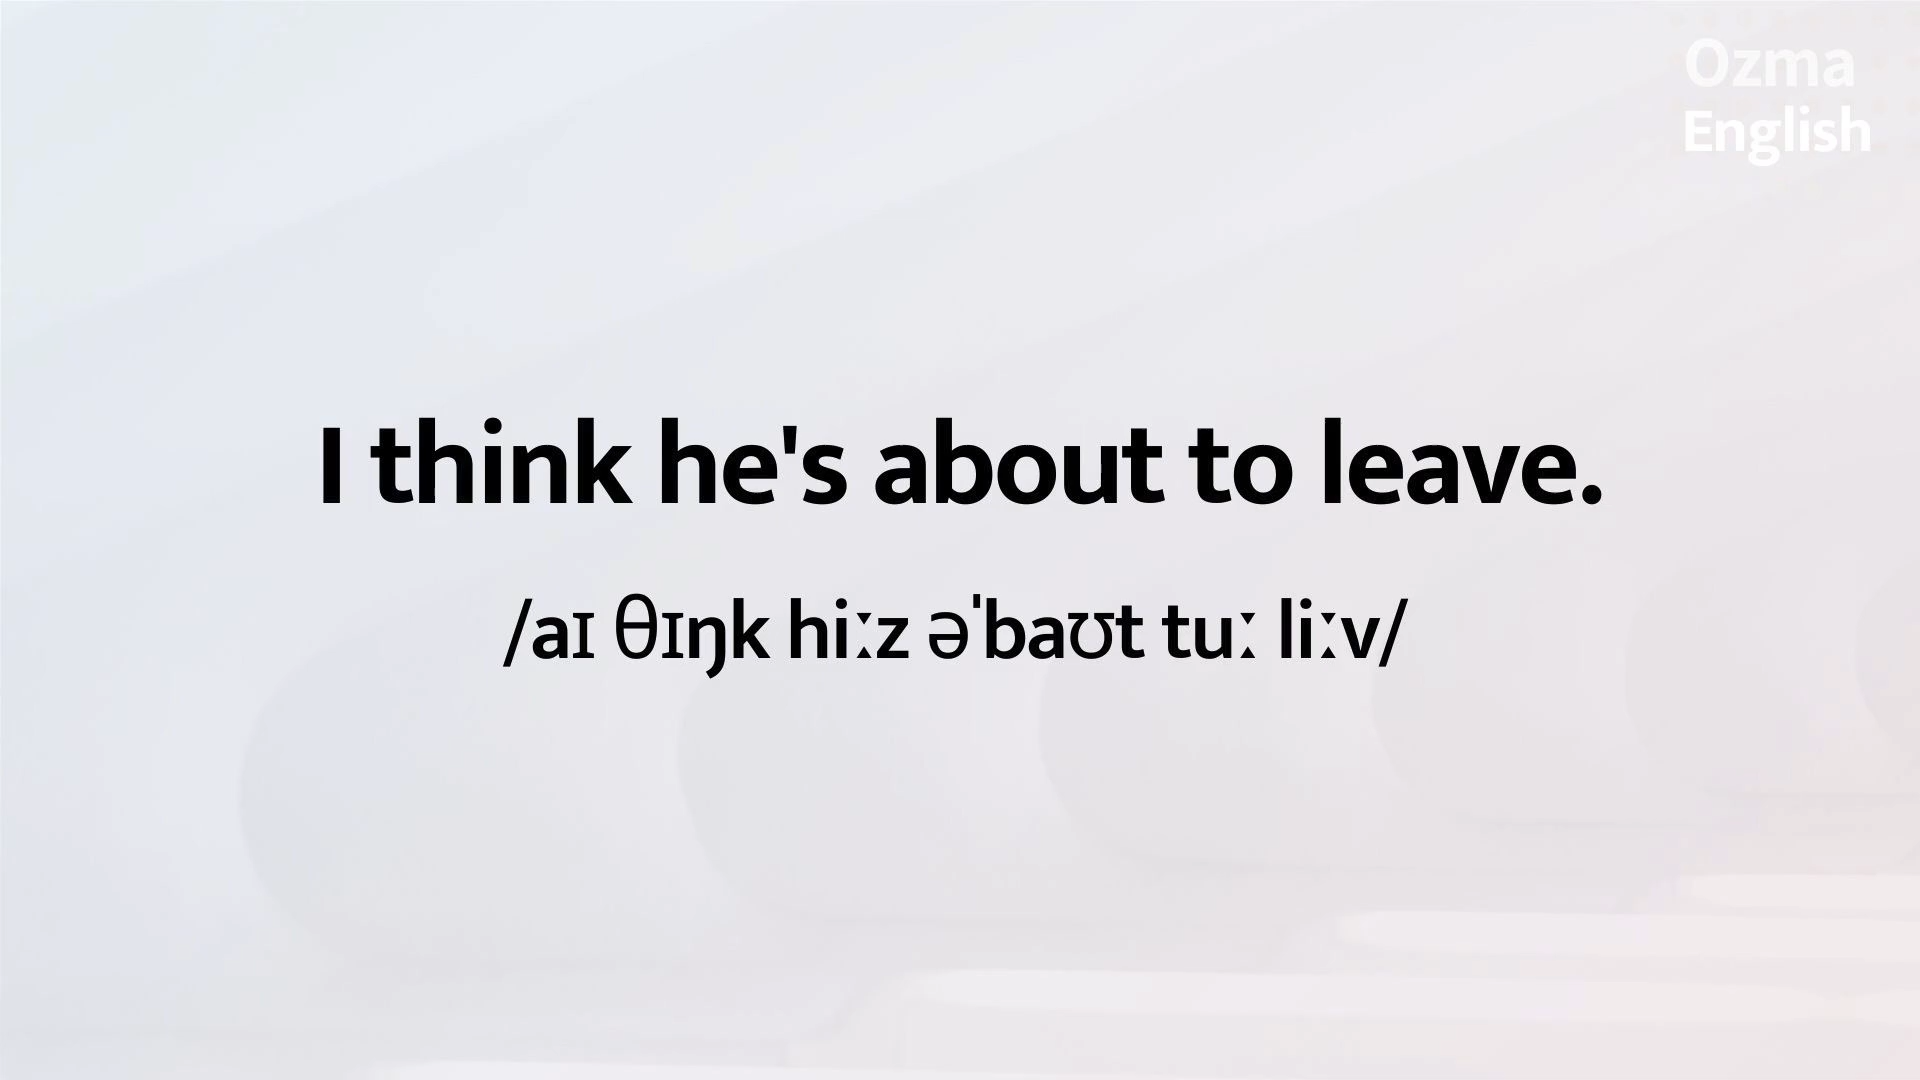 Ozma
English
I think he's about to leave.
/aɪ θɪŋk hiːz əˈbaʊt tuː liːv/